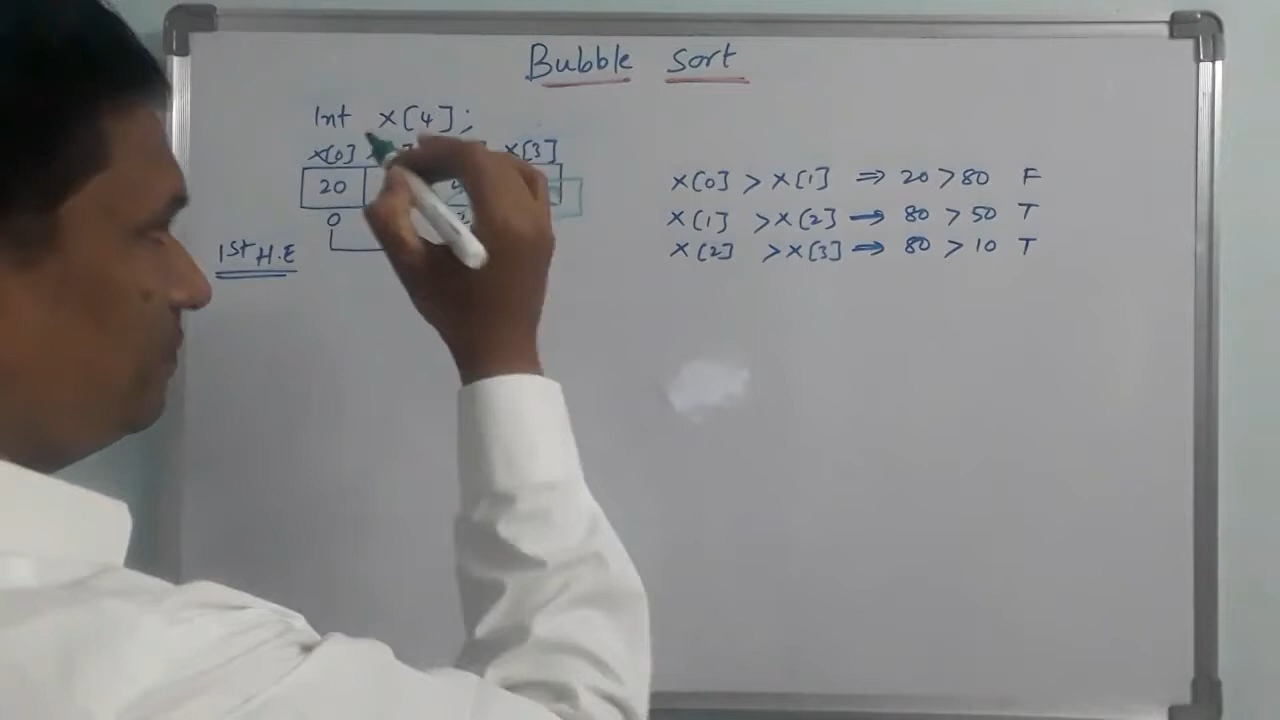 Bubble Sort
Int x[4];
x[0] x[3]
20
0
1st H.E
x[0] > x[1] ⇒ 20 > 80 F
x[1] > x[2] ⇒ 80 > 50 T
x[2] > x[3] ⇒ 80 > 10 T